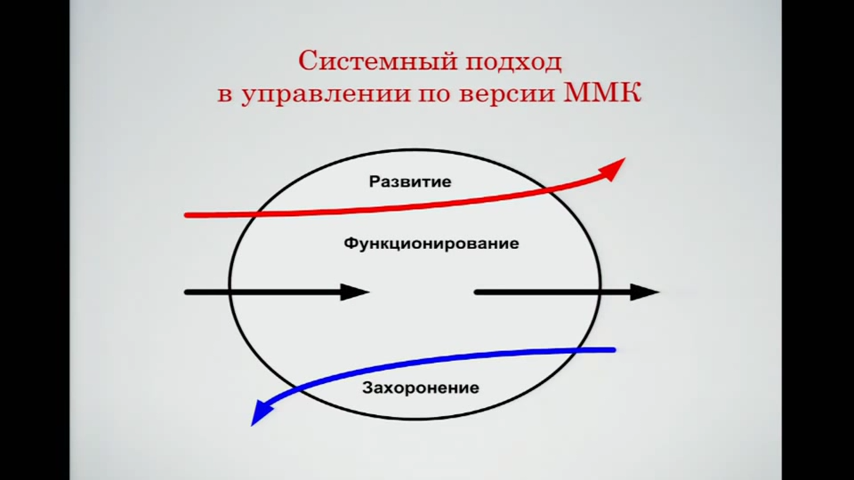 Системный подход
в управлении по версии ММК
Развитие
Функционирование
Захоронение